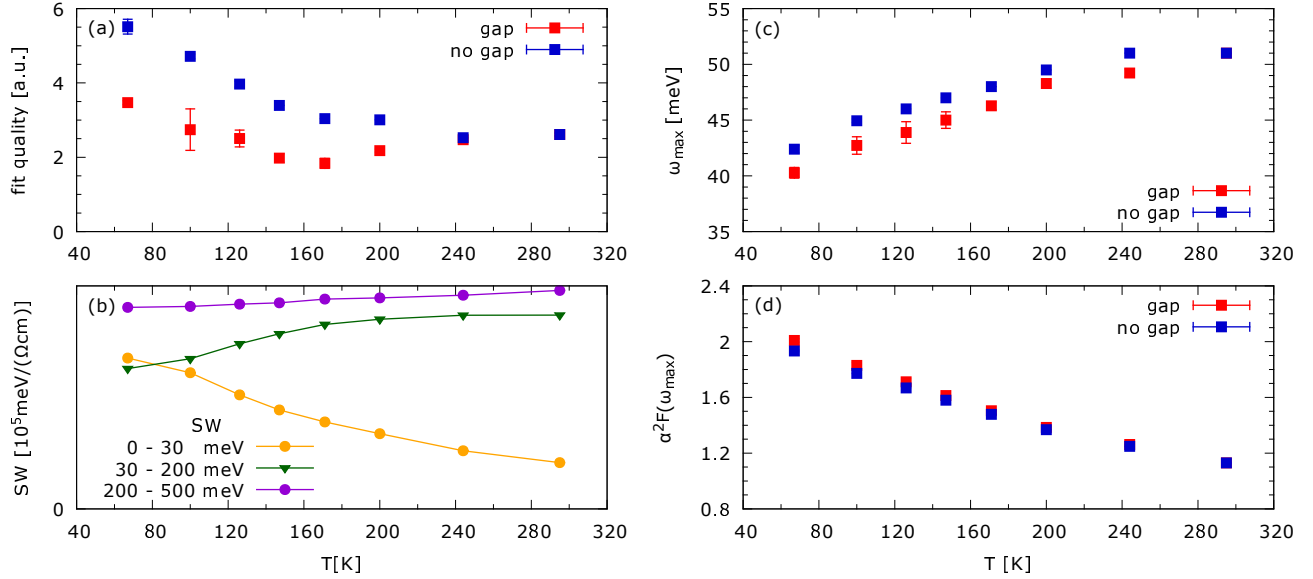 (a)
gap
no gap
fit quality [a.u.]
6
4
2
0
40 80 120 160 200 240 280 320
(c)
gap
no gap
ω_max [meV]
55
50
45
40
35
40 80 120 160 200 240 280 320
(b)
SW
0 - 30 meV
30 - 200 meV
200 - 500 meV
SW [10⁵meV/(Ωcm)]
0
40 80 120 160 200 240 280 320
T[K]
(d)
gap
no gap
α²F(ω_max)
2.4
2
1.6
1.2
0.8
40 80 120 160 200 240 280 320
T [K]